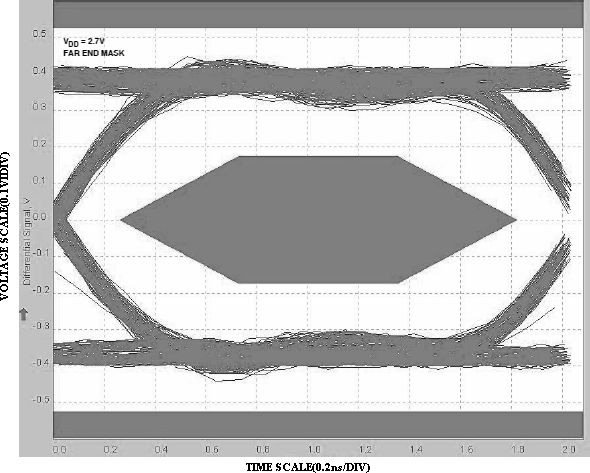 VDD = 2.7V
FAR END MASK
0.5
0.4
0.3
0.2
0.1
0.0
-0.1
-0.2
-0.3
-0.4
-0.5
Differential Signal, V
VOLTAGE SCALE(0.1V/DIV)
0.0 0.2 0.4 0.6 0.8 1.0 1.2 1.4 1.6 1.8 2.0
TIME SCALE(0.2ns/DIV)